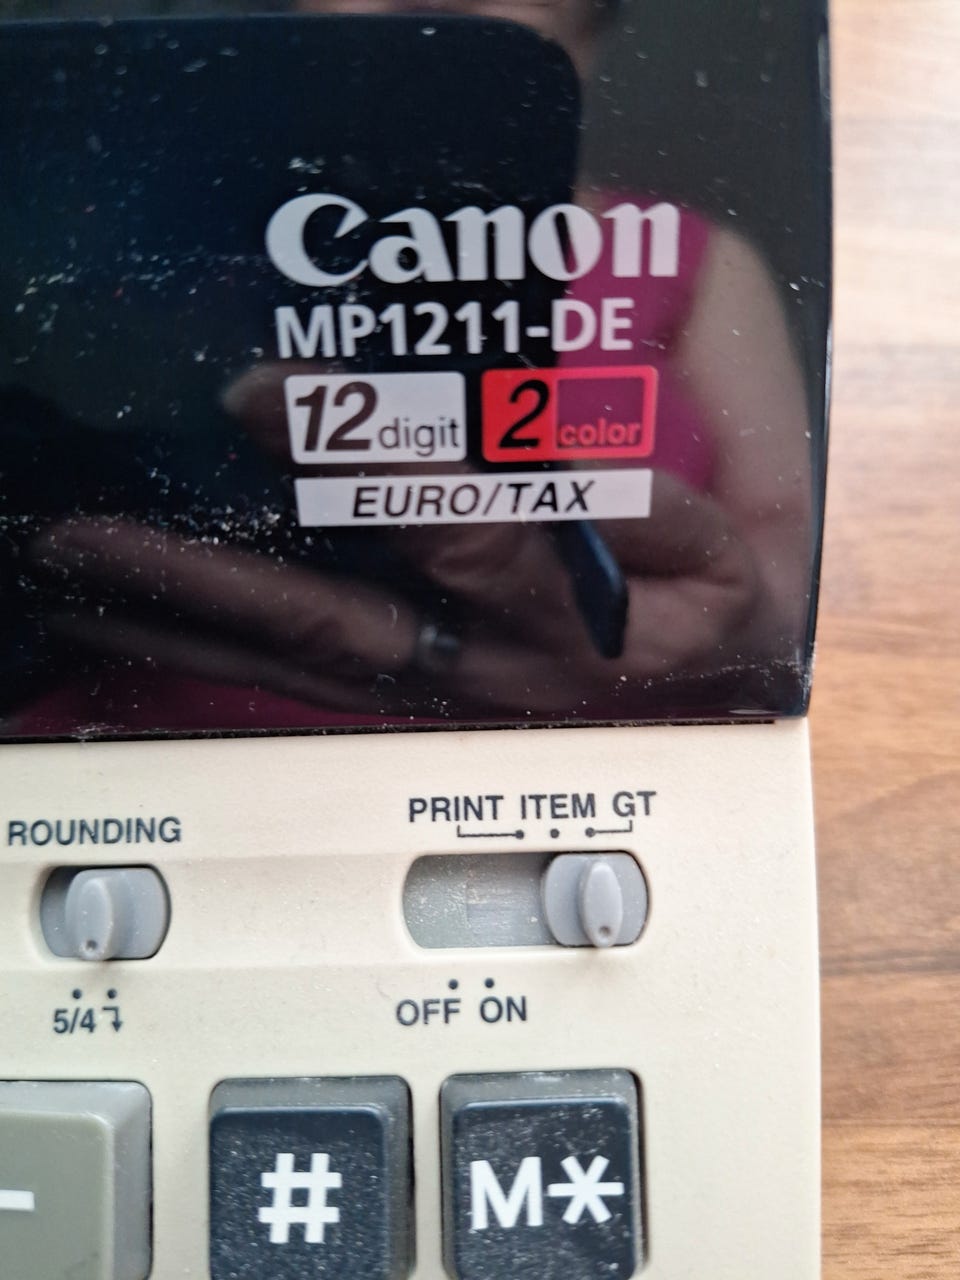 Canon
MP1211-DE
12 digit 2 color
EURO/TAX
ROUNDING
PRINT ITEM GT
5/4
OFF ON
# M*